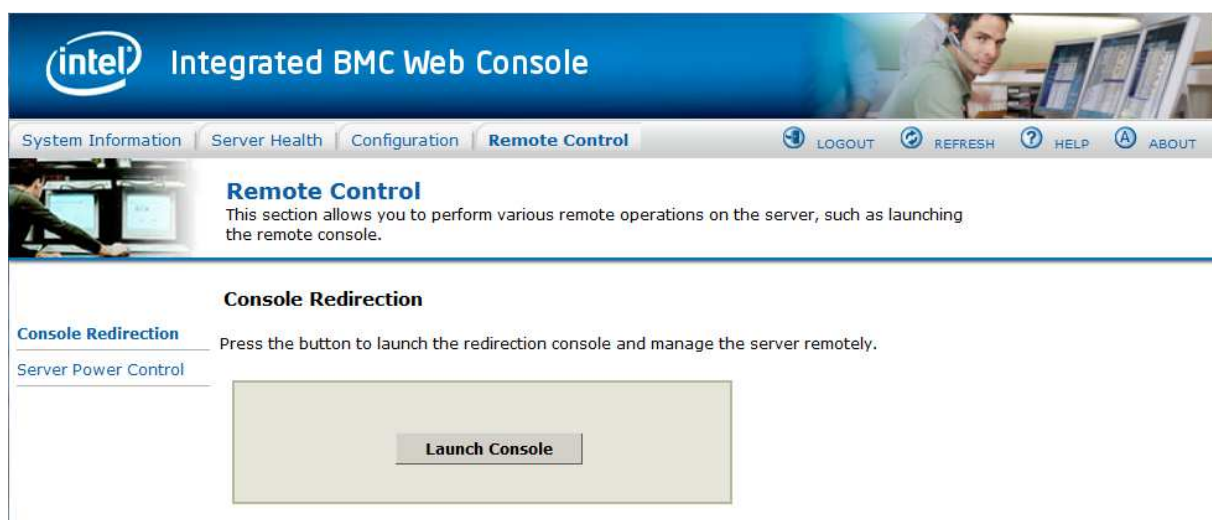 intel
Integrated BMC Web Console
System Information
Server Health
Configuration
Remote Control
LOGOUT
REFRESH
? HELP
A ABOUT
Remote Control
This section allows you to perform various remote operations on the server, such as launching
the remote console.
Console Redirection
Server Power Control
Console Redirection
Press the button to launch the redirection console and manage the server remotely.
Launch Console